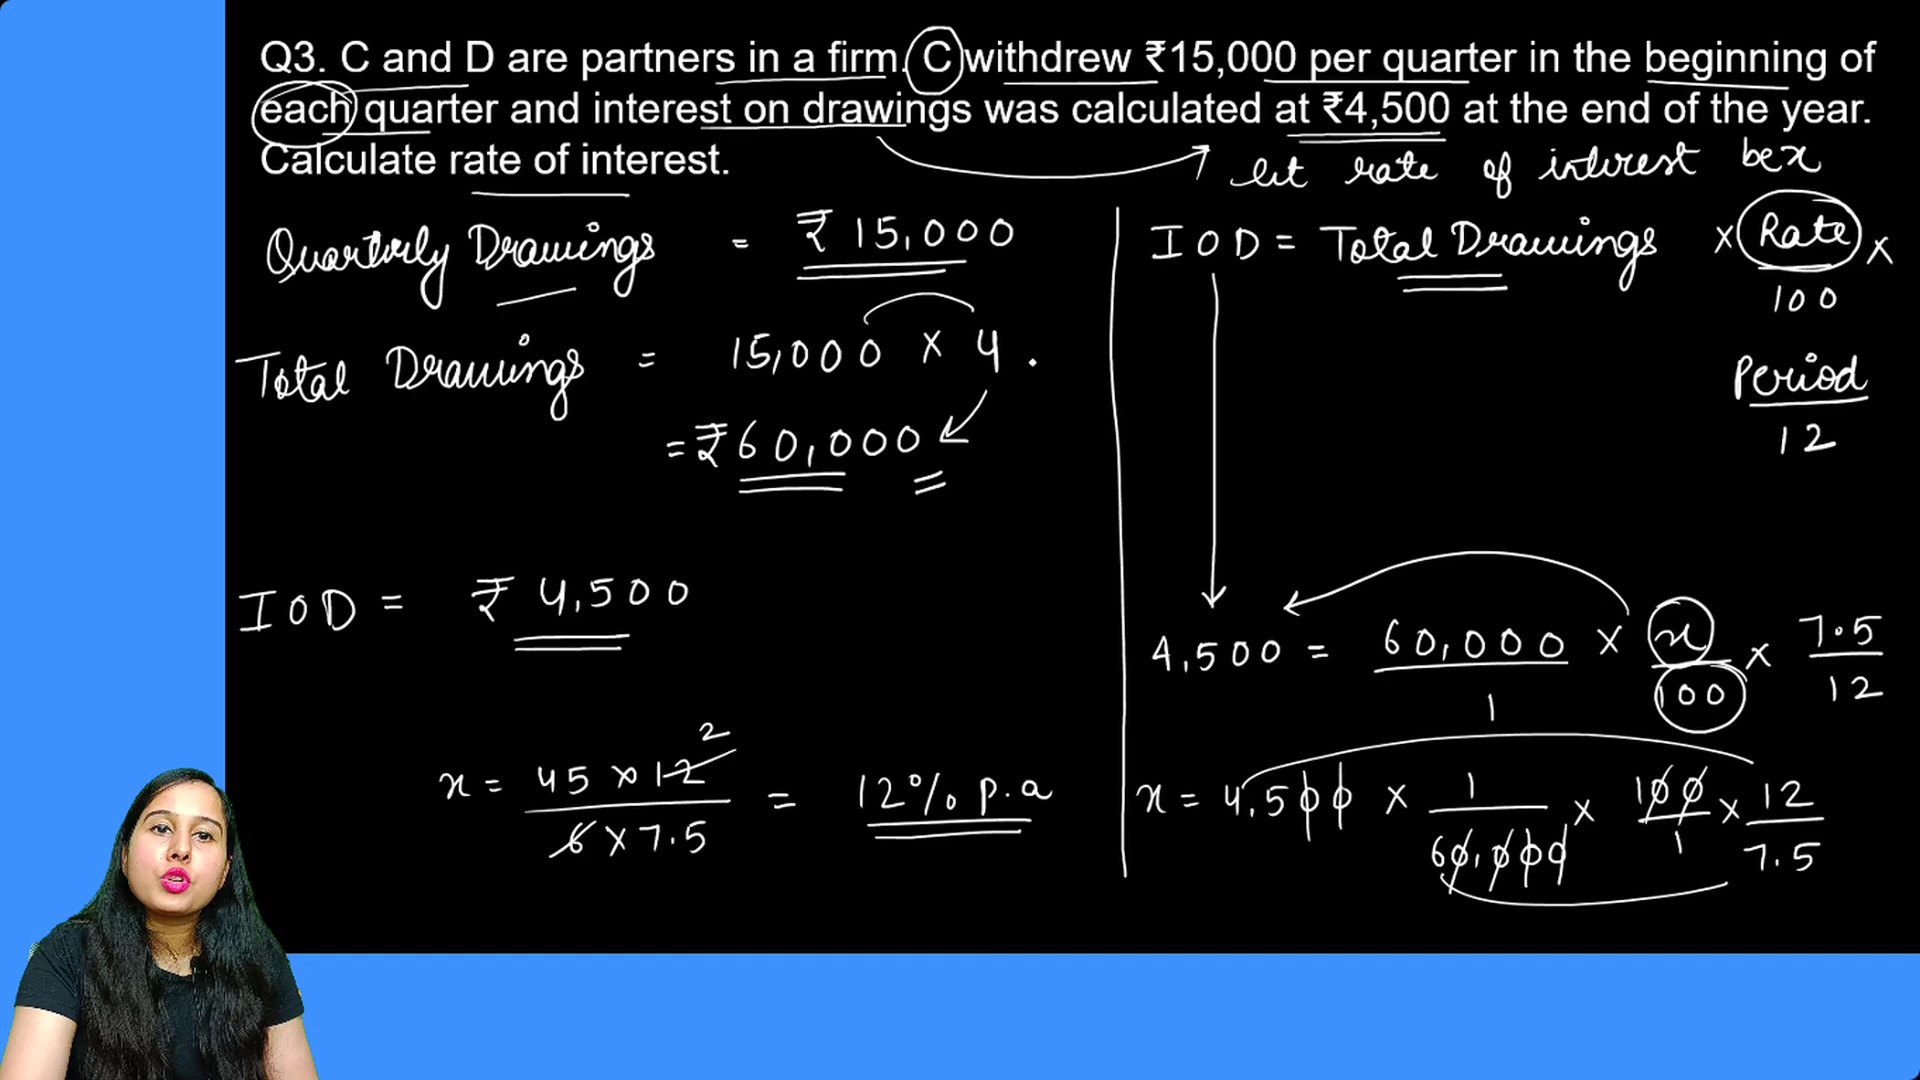 Q3. C and D are partners in a firm. C withdrew ₹15,000 per quarter in the beginning of
each quarter and interest on drawings was calculated at ₹4,500 at the end of the year.
Calculate rate of interest.
let rate of interest be x
Quarterly Drawings = ₹ 15,000
Total Drawings = 15,000 x 4 .
= ₹ 60,000
IOD = ₹ 4,500
x = 45 x 12 2
6 x 7.5
= 12% p.a
IOD = Total Drawings x Rate x
100
Period
12
4,500 = 60,000 x x x 7.5
1 100 12
x = 4,500 x 1 x 100 x 12
60,000 1 7.5